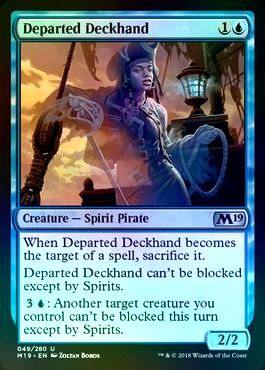 Departed Deckhand 1
Creature — Spirit Pirate M19
When Departed Deckhand becomes
the target of a spell, sacrifice it.
Departed Deckhand can't be blocked
except by Spirits.
3 : Another target creature you
control can't be blocked this turn
except by Spirits.
2/2
049/280 U
M19 • EN Zoltan Boros
™ & © 2018 Wizards of the Coast